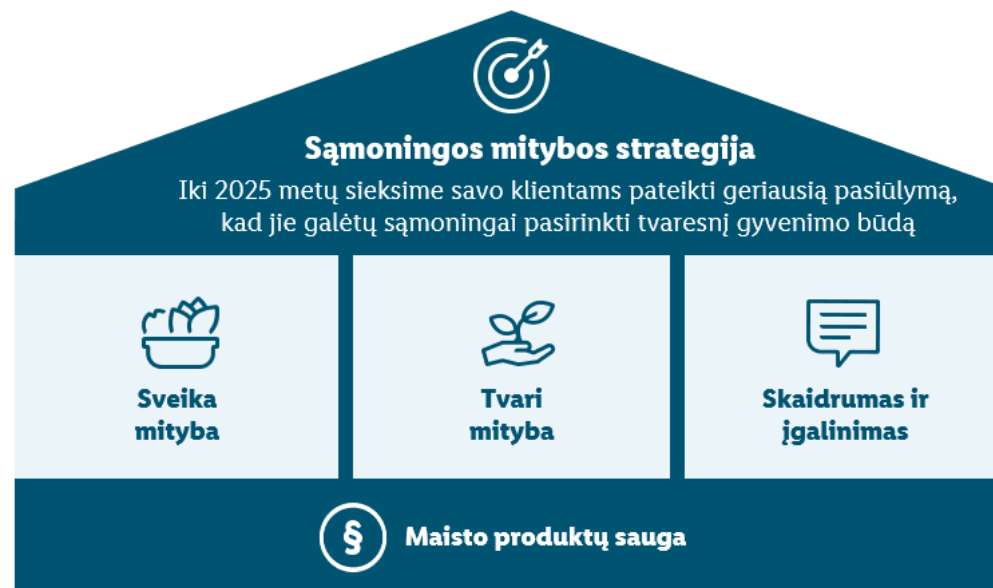 Sąmoningos mitybos strategija
Iki 2025 metų sieksime savo klientams pateikti geriausią pasiūlymą,
kad jie galėtų sąmoningai pasirinkti tvaresnį gyvenimo būdą
Sveika
mityba
Tvari
mityba
Skaidrumas ir
įgalinimas
§ Maisto produktų sauga